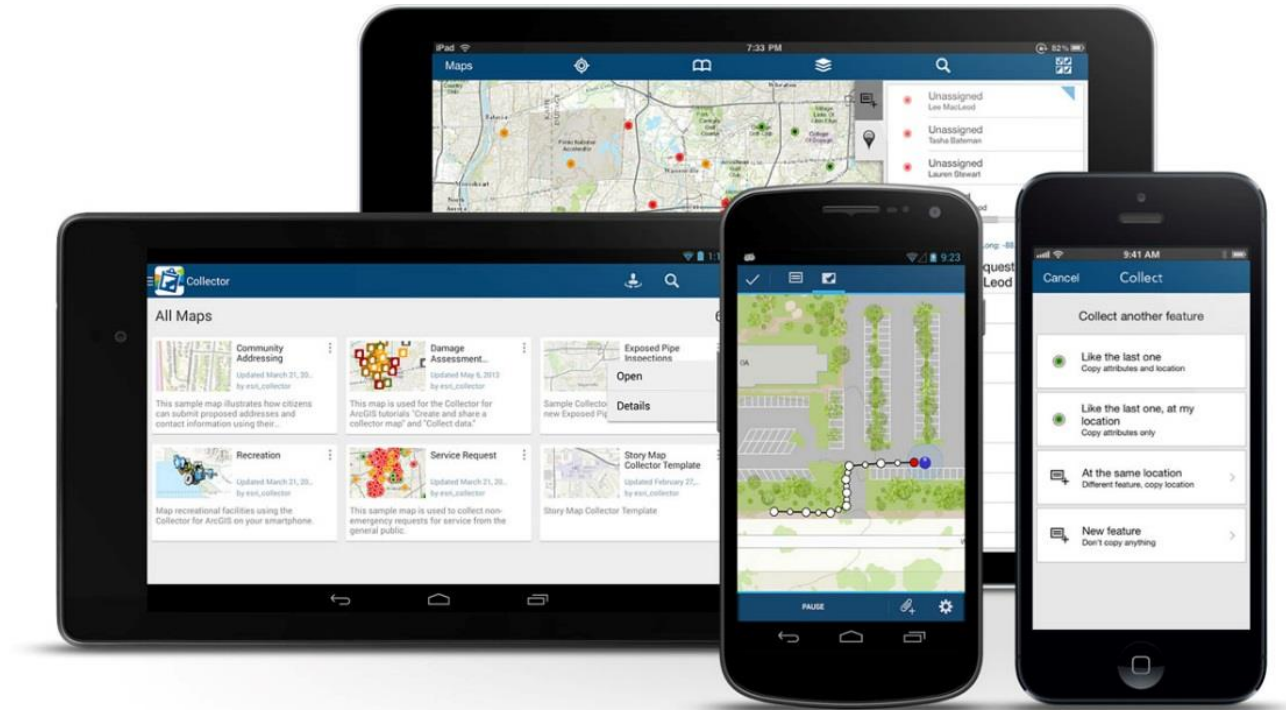 iPad
7:33 PM
82%
Maps
Unassigned
Lee MacLeod
Unassigned
Tasha Bateman
Unassigned
Lauren Stewart
Long: -88
Collector
All Maps
Community
Addressing
Updated March 21, 20..
by esri_collector
This sample map illustrates how citizens
can submit proposed addresses and
contact information using their...
Damage
Assessment...
Updated May 6, 2013
by esri_collector
This map is used for the Collector for
ArcGIS tutorials "Create and share a
collector map" and "Collect data."
Exposed Pipe
Inspections
Open
Details
Sample Collector
new Exposed
Recreation
Updated March 21, 20..
by esri_collector
Map recreational facilities using the
Collector for ArcGIS on your smartphone.
Service Request
Updated March 21, 20..
by esri_collector
This sample map is used to collect non-
emergency requests for service from the
general public.
Story Map
Collector Template
Updated February 27,..
by esri_collector
Story Map Collector Template
9:23
PAUSE
9:41 AM
Cancel
Collect
Collect another feature
Like the last one
Copy attributes and location
Like the last one, at my
location
Copy attributes only
At the same location
Different feature, copy location
New feature
Don't copy anything